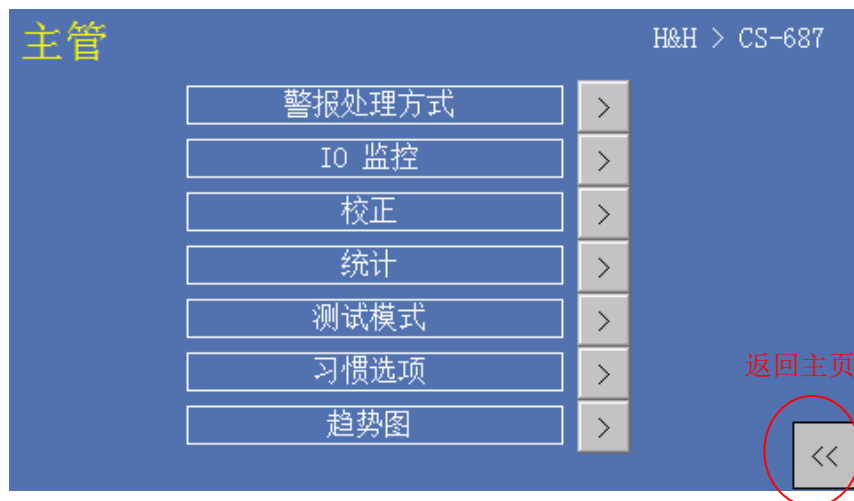 主管
H&H > CS-687
警报处理方式 >
IO 监控 >
校正 >
统计 >
测试模式 >
习惯选项 >
趋势图 >
返回主页
<<